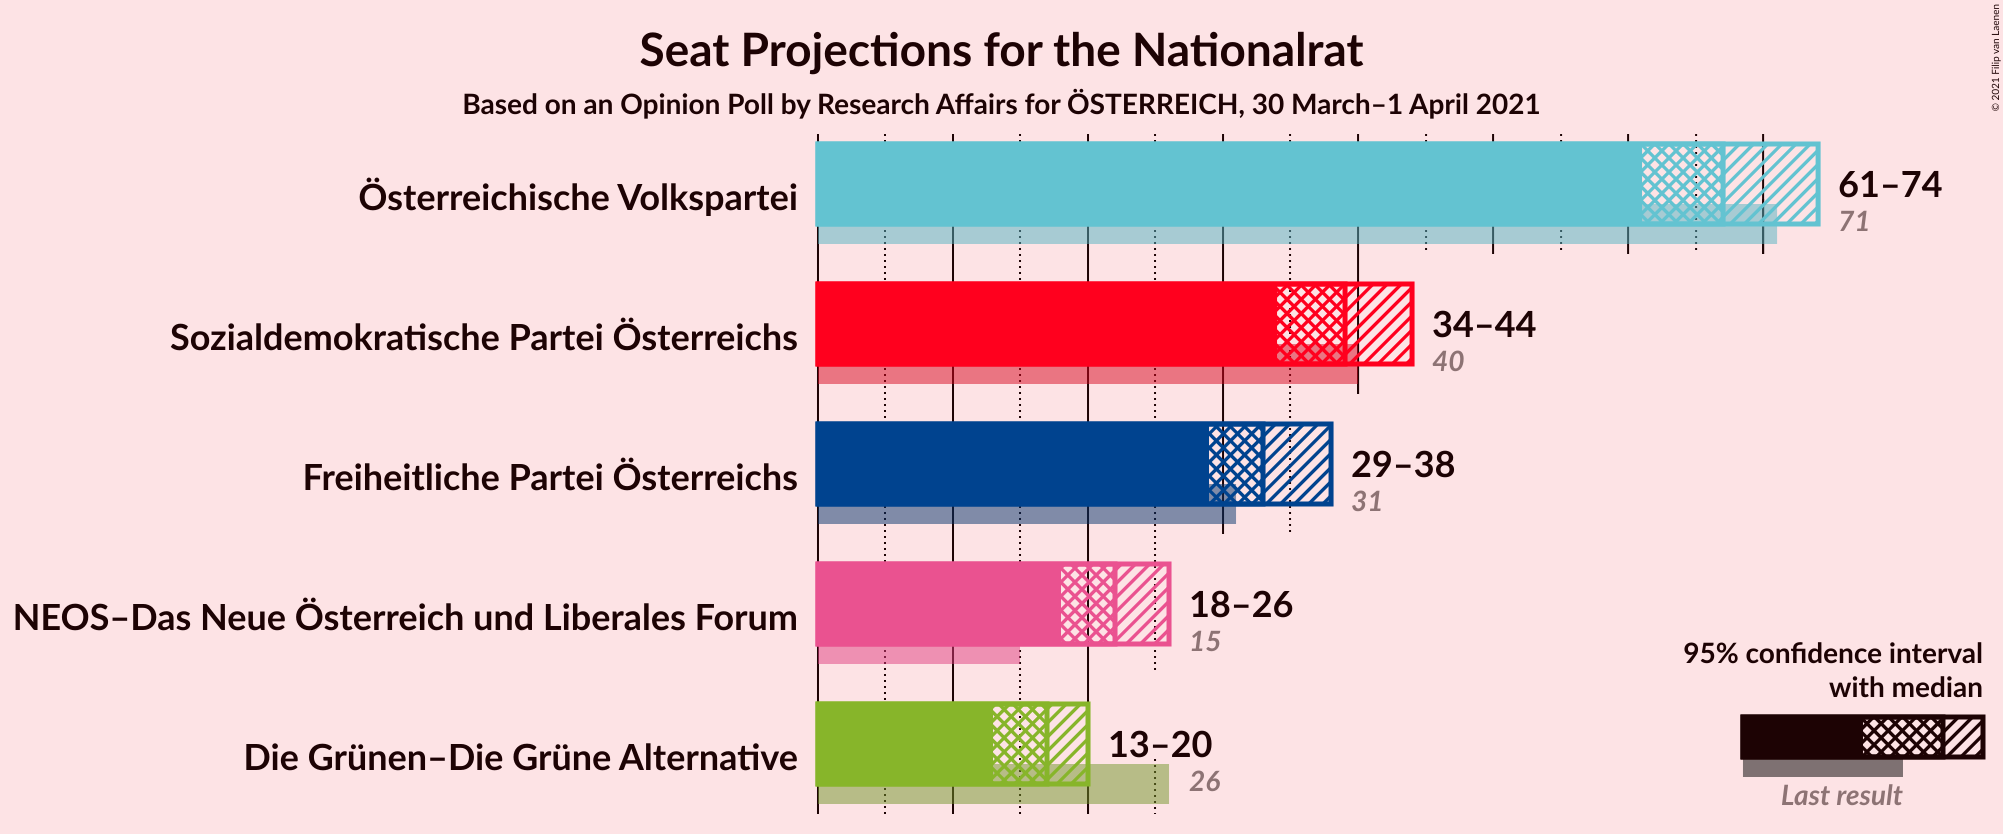 Seat Projections for the Nationalrat
Based on an Opinion Poll by Research Affairs for ÖSTERREICH, 30 March–1 April 2021
© 2021 Filip van Laenen
Österreichische Volkspartei
61–74
71
Sozialdemokratische Partei Österreichs
34–44
40
Freiheitliche Partei Österreichs
29–38
31
NEOS–Das Neue Österreich und Liberales Forum
18–26
15
Die Grünen–Die Grüne Alternative
13–20
26
95% confidence interval
with median
Last result